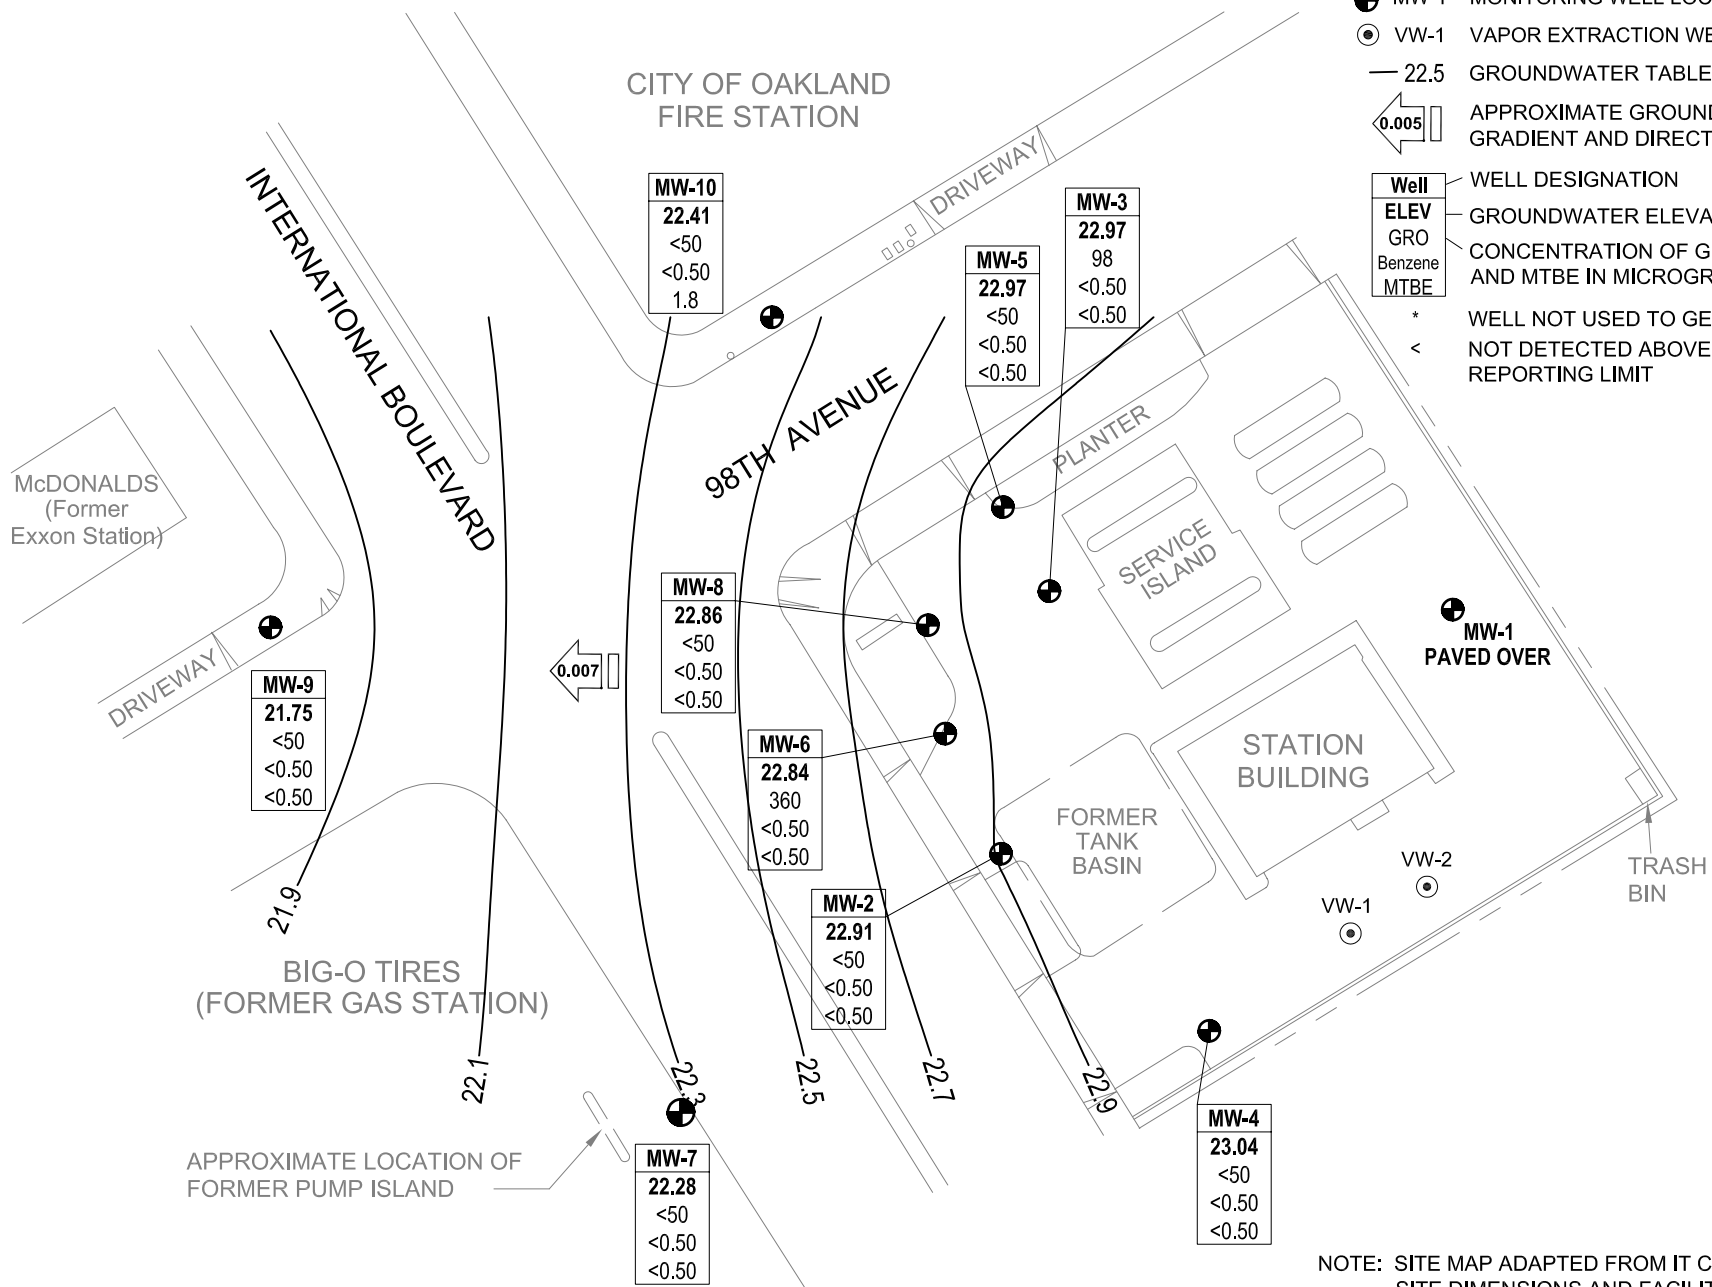 MW-1
VW-1 VAPOR EXTRACTION
22.5 GROUNDWATER TABLE
0.005
APPROXIMATE
GRADIENT AND
Well
ELEV
GRO
Benzene
MTBE
WELL DESIGNATION
GROUNDWATER
CONCENTRATION OF
AND MTBE IN
* WELL NOT USED TO
< NOT DETECTED ABOVE
REPORTING LIMIT
CITY OF OAKLAND
FIRE STATION
INTERNATIONAL BOULEVARD
DRIVEWAY
MW-10
22.41
<50
<0.50
1.8
MW-3
22.97
98
<0.50
<0.50
MW-5
22.97
<50
<0.50
<0.50
98TH AVENUE
PLANTER
McDONALDS
(Former
Exxon Station)
SERVICE
ISLAND
MW-8
22.86
<50
<0.50
<0.50
MW-1
PAVED OVER
0.007
DRIVEWAY
MW-9
21.75
<50
<0.50
<0.50
MW-6
22.84
360
<0.50
<0.50
STATION
BUILDING
FORMER
TANK
BASIN
TRASH
BIN
VW-2
VW-1
MW-2
22.91
<50
<0.50
<0.50
21.9
BIG-O TIRES
(FORMER GAS STATION)
22.1
22.3
22.5
22.7
22.9
MW-4
23.04
<50
<0.50
<0.50
APPROXIMATE LOCATION OF
FORMER PUMP ISLAND
MW-7
22.28
<50
<0.50
<0.50
NOTE: SITE MAP ADAPTED FROM IT
SITE DIMENSIONS AND